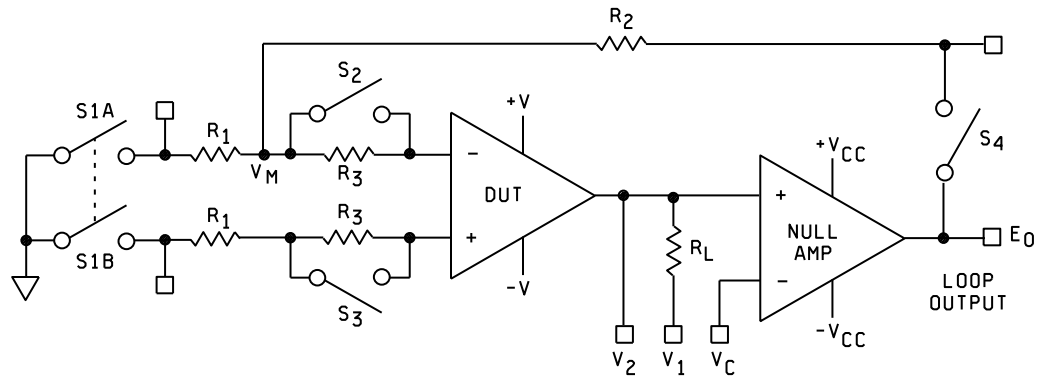 R2
S2
S1A
+V
R1
S4
VM
R3
+VCC
DUT
R1
R3
NULL
AMP
RL
EO
S1B
-V
S3
LOOP
OUTPUT
-VCC
V2
V1
VC